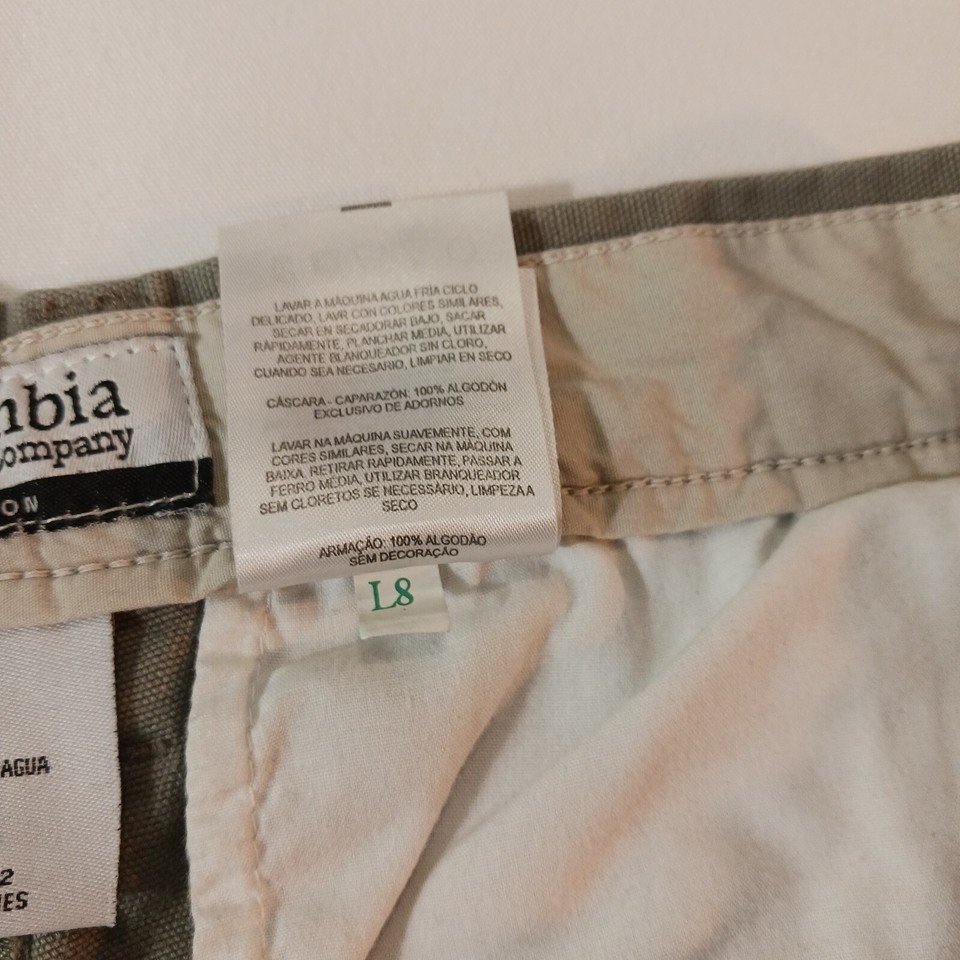 LAVAR A MÁQUINA AGUA FRÍA CICLO
DELICADO, LAVR CON COLORES SIMILARES,
SECAR EN SECADORAR BAJO, SACAR
RÁPIDAMENTE, PLANCHAR MEDIA, UTILIZAR
AGENTE BLANQUEADOR SIN CLORO,
CUANDO SEA NECESARIO, LIMPIAR EN SECO
CÁSCARA - CAPARAZÓN: 100% ALGODÓN
EXCLUSIVO DE ADORNOS
LAVAR NA MÁQUINA SUAVEMENTE, COM
CORES SIMILARES, SECAR NA MÁQUINA
BAIXA. RETIRAR RAPIDAMENTE, PASSAR A
FERRO MÉDIA, UTILIZAR BRANQUEADOR
SEM CLORETOS SE NECESSÁRIO, LIMPEZA A
SECO
ARMAÇÃO: 100% ALGODÃO
SEM DECORAÇÃO
L8
mbia
ompany
ON
AGUA
2
ES